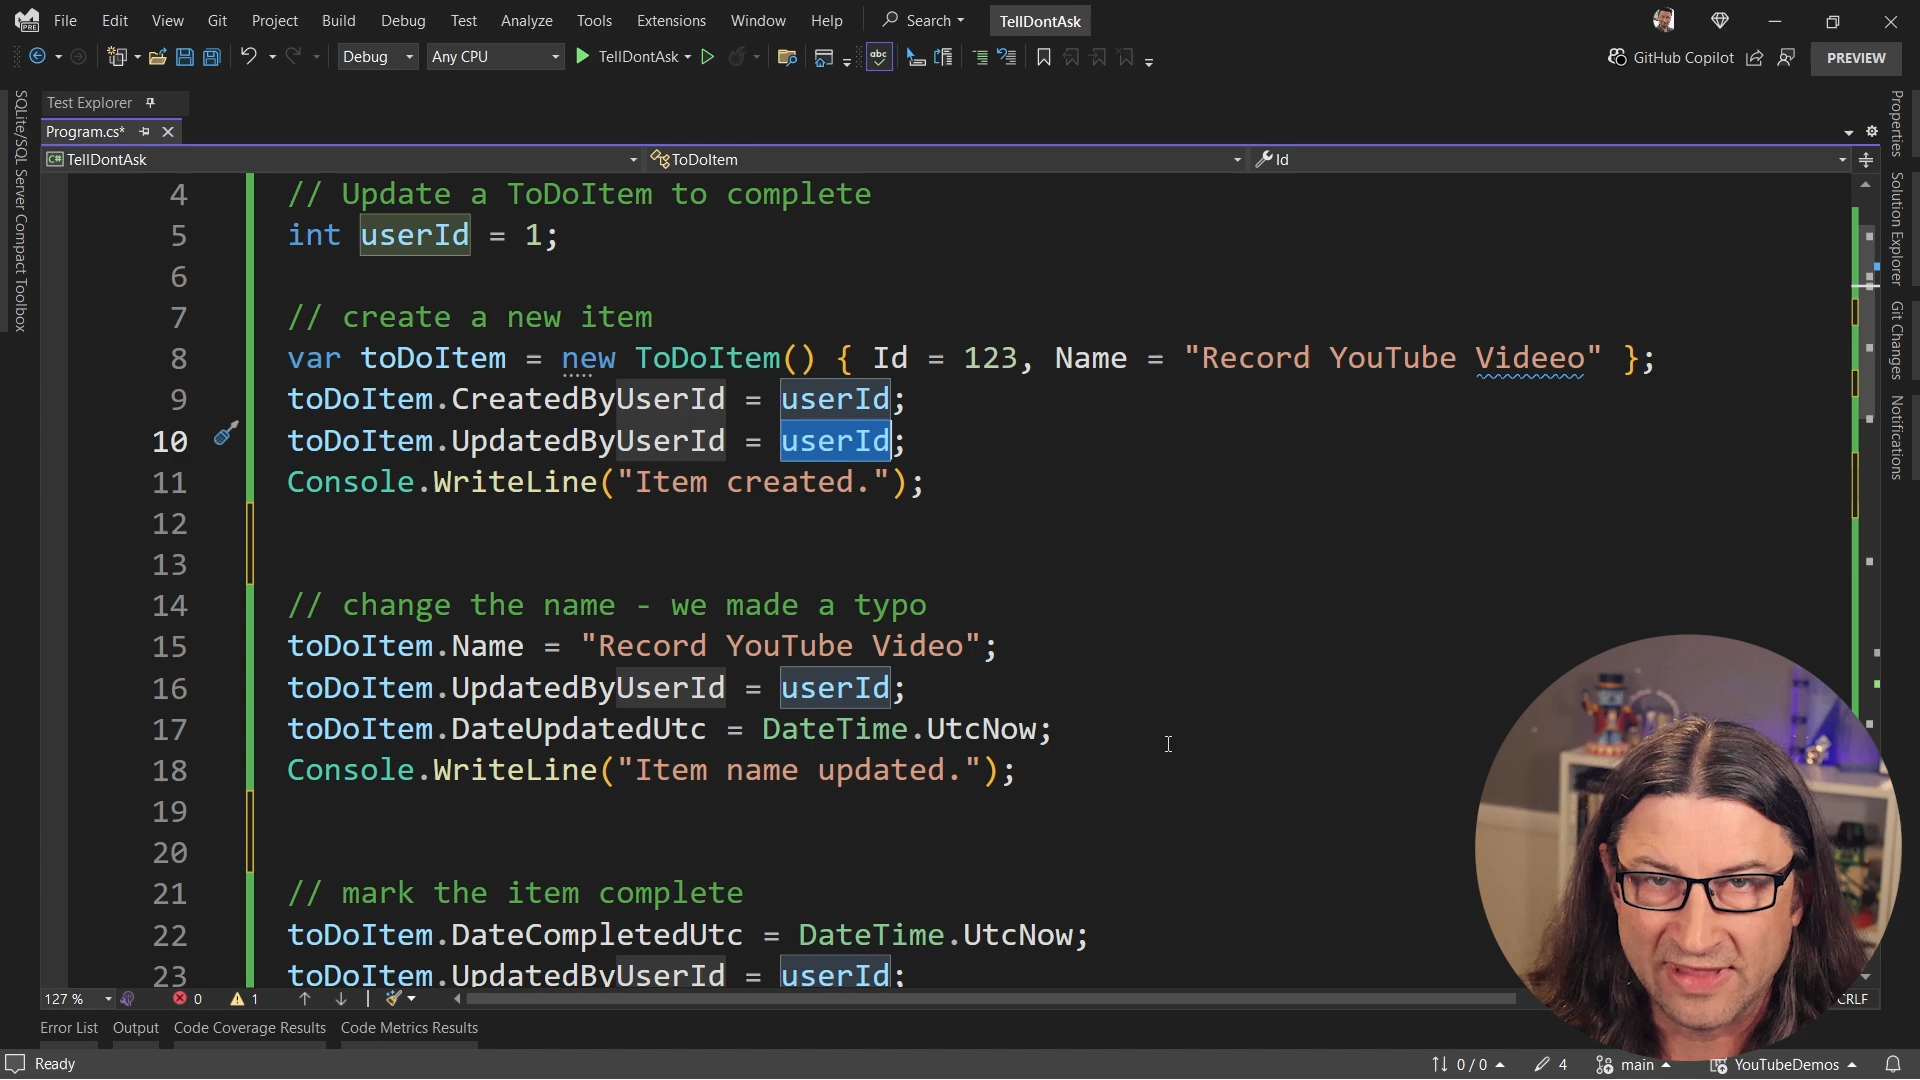 File Edit View Git Project Build Debug Test Analyze Tools Extensions Window Help Search TellDontAsk
Debug Any CPU TellDontAsk GitHub Copilot PREVIEW
Test Explorer
Program.cs*
TellDontAsk ToDoItem Id
SQLite/SQL Server Compact Toolbox
Properties
Solution Explorer
Git Changes
Notifications
4 // Update a ToDoItem to complete
5 int userId = 1;
6
7 // create a new item
8 var toDoItem = new ToDoItem() { Id = 123, Name = "Record YouTube Videeo" };
9 toDoItem.CreatedByUserId = userId;
10 toDoItem.UpdatedByUserId = userId;
11 Console.WriteLine("Item created.");
12
13
14 // change the name - we made a typo
15 toDoItem.Name = "Record YouTube Video";
16 toDoItem.UpdatedByUserId = userId;
17 toDoItem.DateUpdatedUtc = DateTime.UtcNow;
18 Console.WriteLine("Item name updated.");
19
20
21 // mark the item complete
22 toDoItem.DateCompletedUtc = DateTime.UtcNow;
23 toDoItem.UpdatedByUserId = userId;
127 % 0 1 CRLF
Error List Output Code Coverage Results Code Metrics Results
Ready 0 / 0 4 main YouTubeDemos